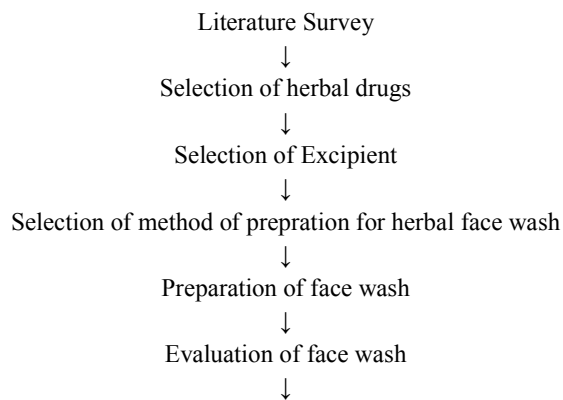 Literature Survey
↓
Selection of herbal drugs
↓
Selection of Excipient
↓
Selection of method of prepration for herbal face wash
↓
Preparation of face wash
↓
Evaluation of face wash
↓